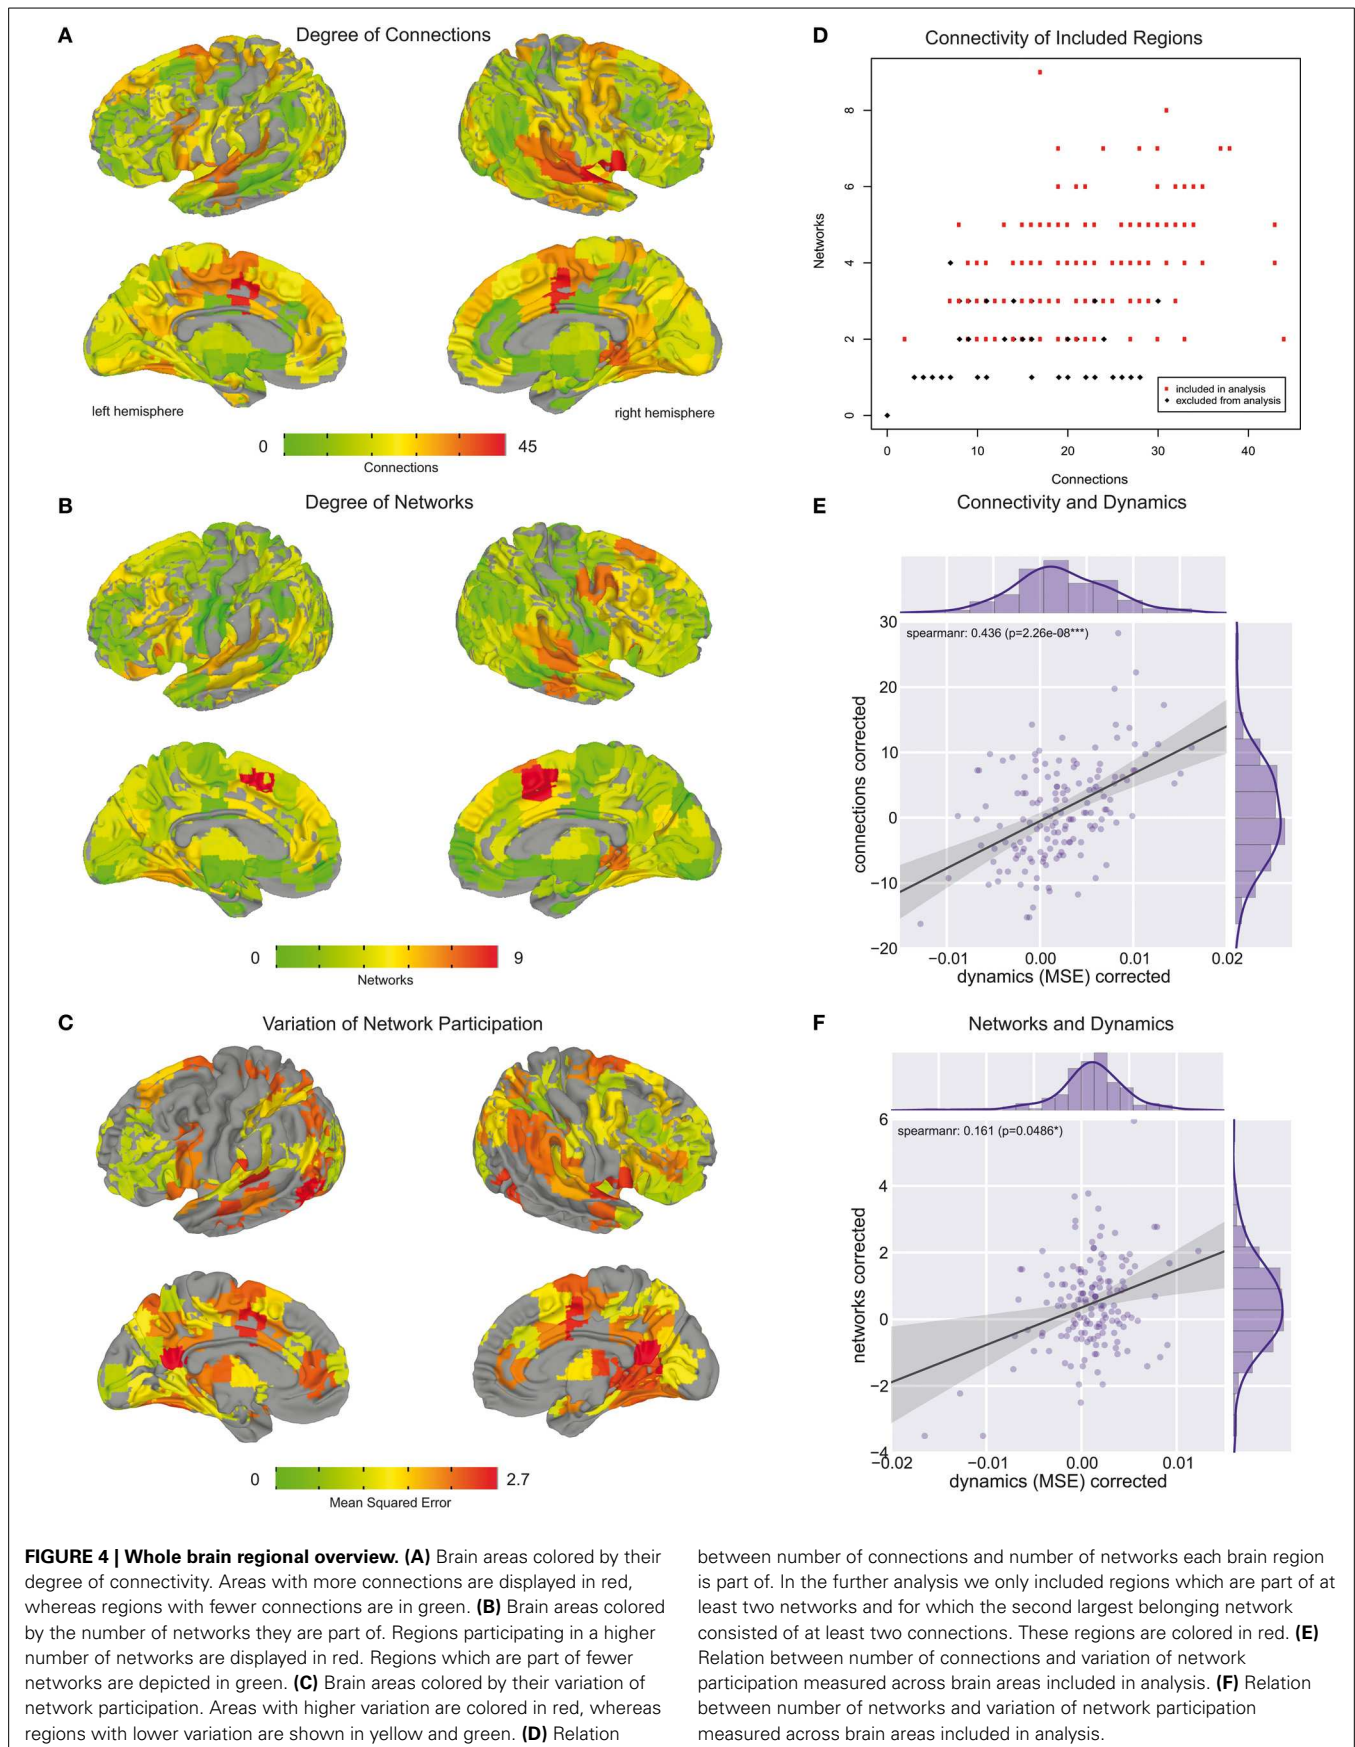 A
Degree of Connections
left hemisphere
right hemisphere
0
45
Connections
B
Degree of Networks
0
9
Networks
C
Variation of Network Participation
0
2.7
Mean Squared Error
D
Connectivity of Included Regions
8
6
4
2
0
Networks
included in analysis
excluded from analysis
0 10 20 30 40
Connections
E
Connectivity and Dynamics
spearmanr: 0.436 (p=2.26e-08***)
30
20
10
0
−10
−20
connections corrected
−0.01 0.00 0.01 0.02
dynamics (MSE) corrected
F
Networks and Dynamics
spearmanr: 0.161 (p=0.0486*)
6
4
2
0
−2
−4
networks corrected
−0.02 −0.01 0.00 0.01
dynamics (MSE) corrected
FIGURE 4 | Whole brain regional overview. (A) Brain areas colored by their
degree of connectivity. Areas with more connections are displayed in red,
whereas regions with fewer connections are in green. (B) Brain areas colored
by the number of networks they are part of. Regions participating in a higher
number of networks are displayed in red. Regions which are part of fewer
networks are depicted in green. (C) Brain areas colored by their variation of
network participation. Areas with higher variation are colored in red, whereas
regions with lower variation are shown in yellow and green. (D) Relation
between number of connections and number of networks each brain region
is part of. In the further analysis we only included regions which are part of at
least two networks and for which the second largest belonging network
consisted of at least two connections. These regions are colored in red. (E)
Relation between number of connections and variation of network
participation measured across brain areas included in analysis. (F) Relation
between number of networks and variation of network participation
measured across brain areas included in analysis.